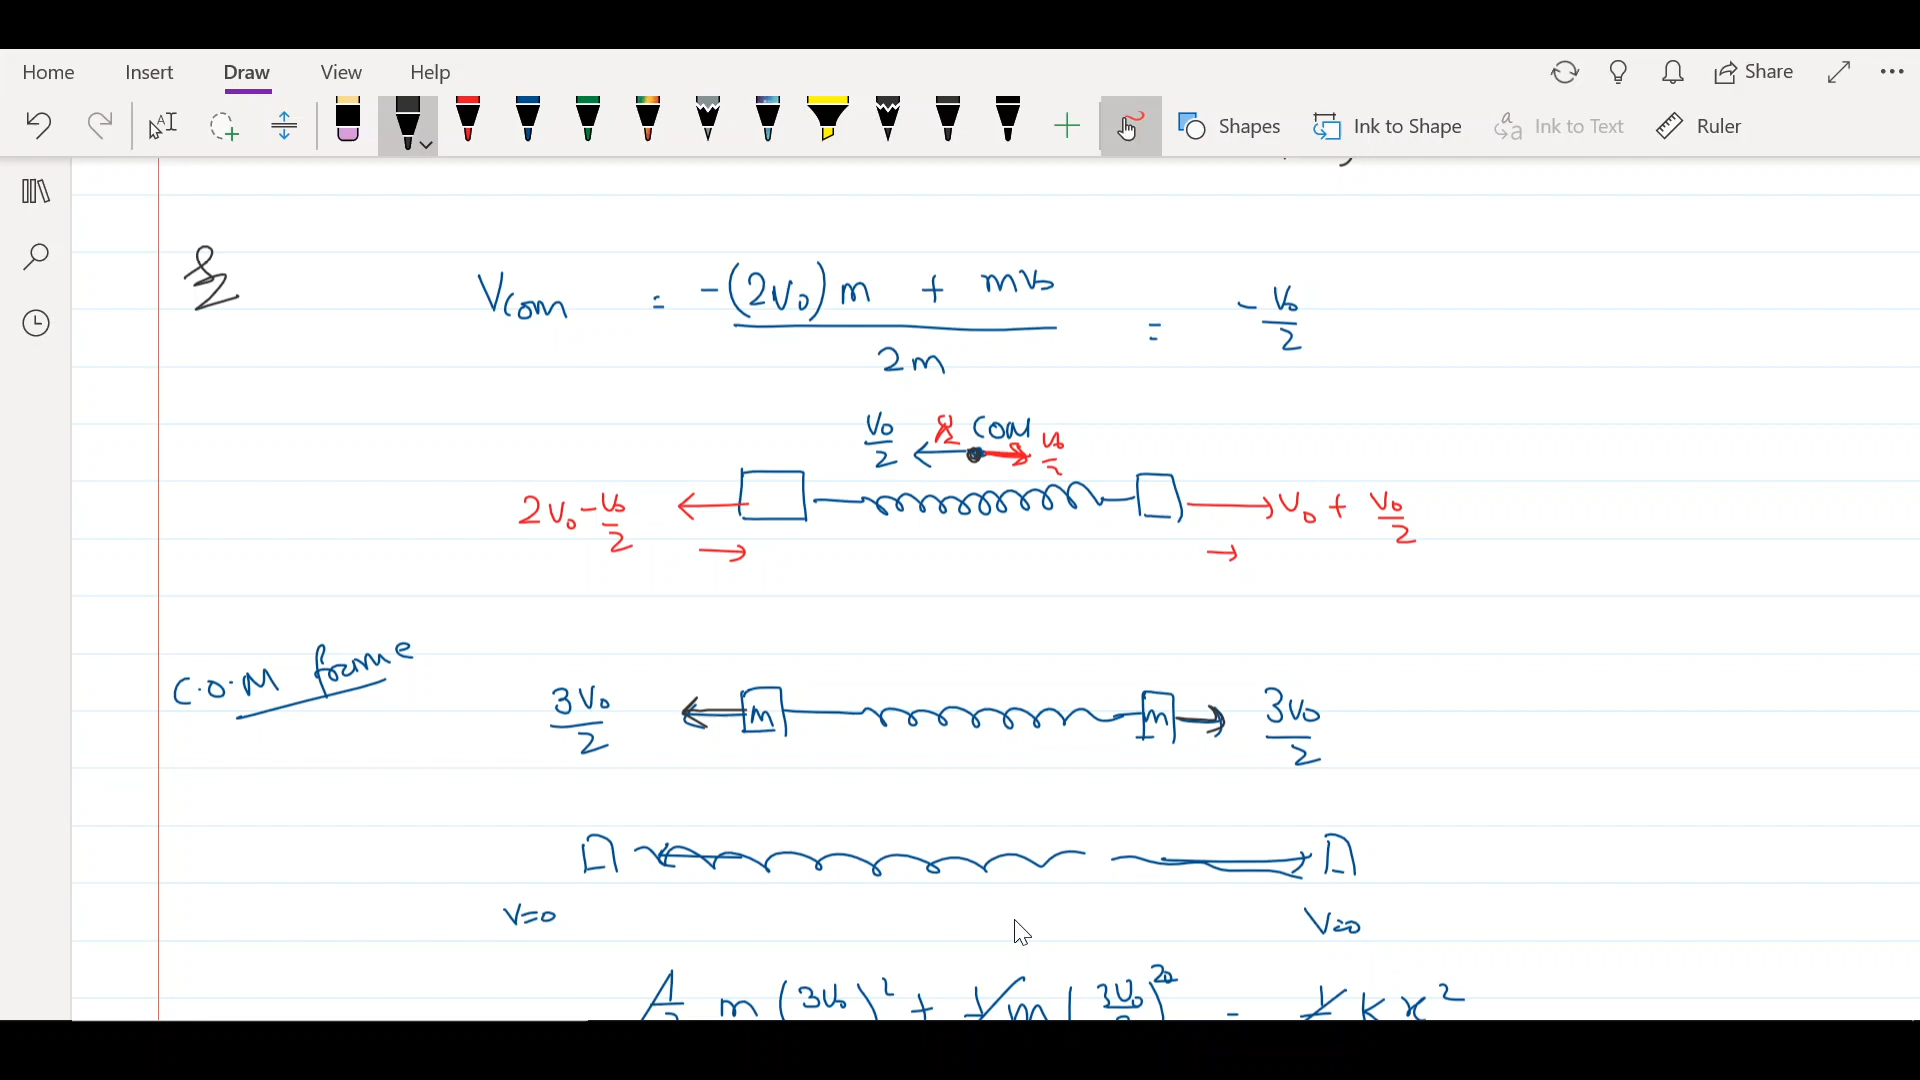 Home Insert Draw View Help Share
Shapes Ink to Shape Ink to Text Ruler
Vcom = -(2v₀)m + mv₀ / 2m = - v₀/2
v₀/2 COM v₀/2
2v₀ - v₀/2 v₀ + v₀/2
C.O.M frame
3v₀/2 m m 3v₀/2
v=0 v=0